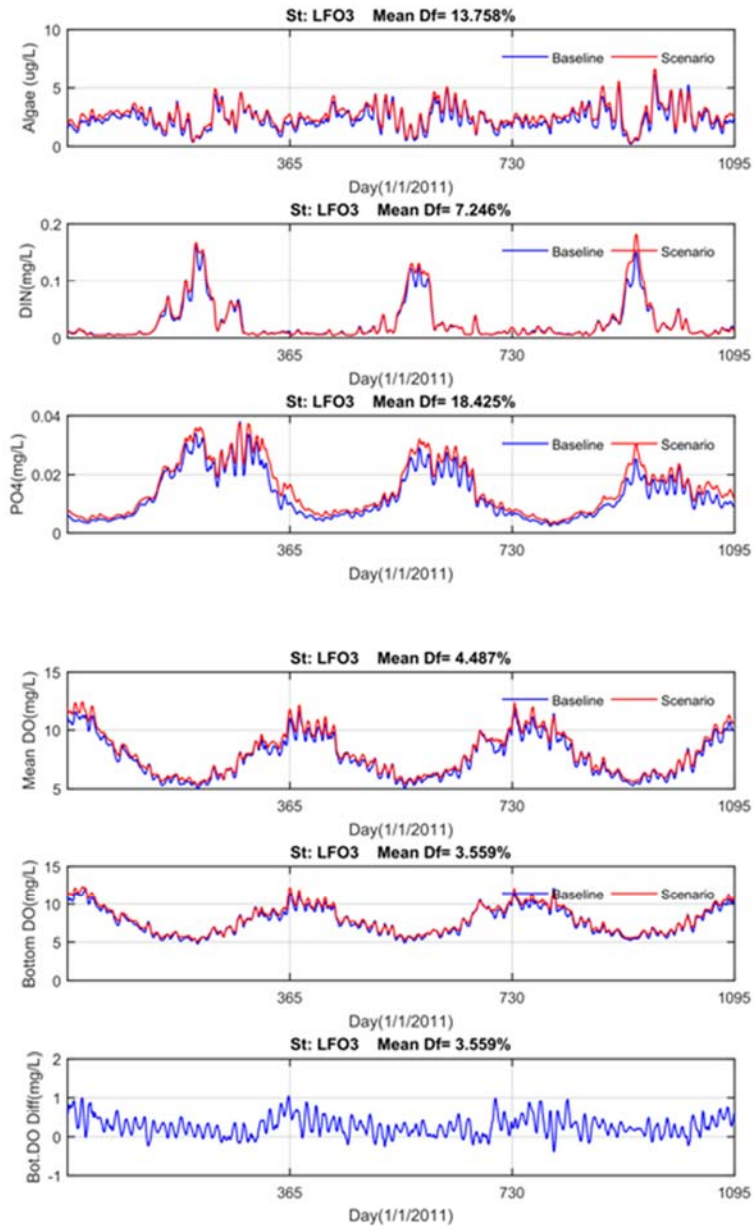 St: LFO3 Mean Df= 13.758%
10
5
0
Algae (ug/L)
Baseline Scenario
365 730 1095
Day(1/1/2011)
St: LFO3 Mean Df= 7.246%
0.2
0.1
0
DIN(mg/L)
Baseline Scenario
365 730 1095
Day(1/1/2011)
St: LFO3 Mean Df= 18.425%
0.04
0.02
0
PO4(mg/L)
Baseline Scenario
365 730 1095
Day(1/1/2011)
St: LFO3 Mean Df= 4.487%
15
10
5
Mean DO(mg/L)
Baseline Scenario
365 730 1095
Day(1/1/2011)
St: LFO3 Mean Df= 3.559%
15
10
5
0
Bottom DO(mg/L)
Baseline Scenario
365 730 1095
Day(1/1/2011)
St: LFO3 Mean Df= 3.559%
2
1
0
-1
Bot.DO Diff(mg/L)
365 730 1095
Day(1/1/2011)